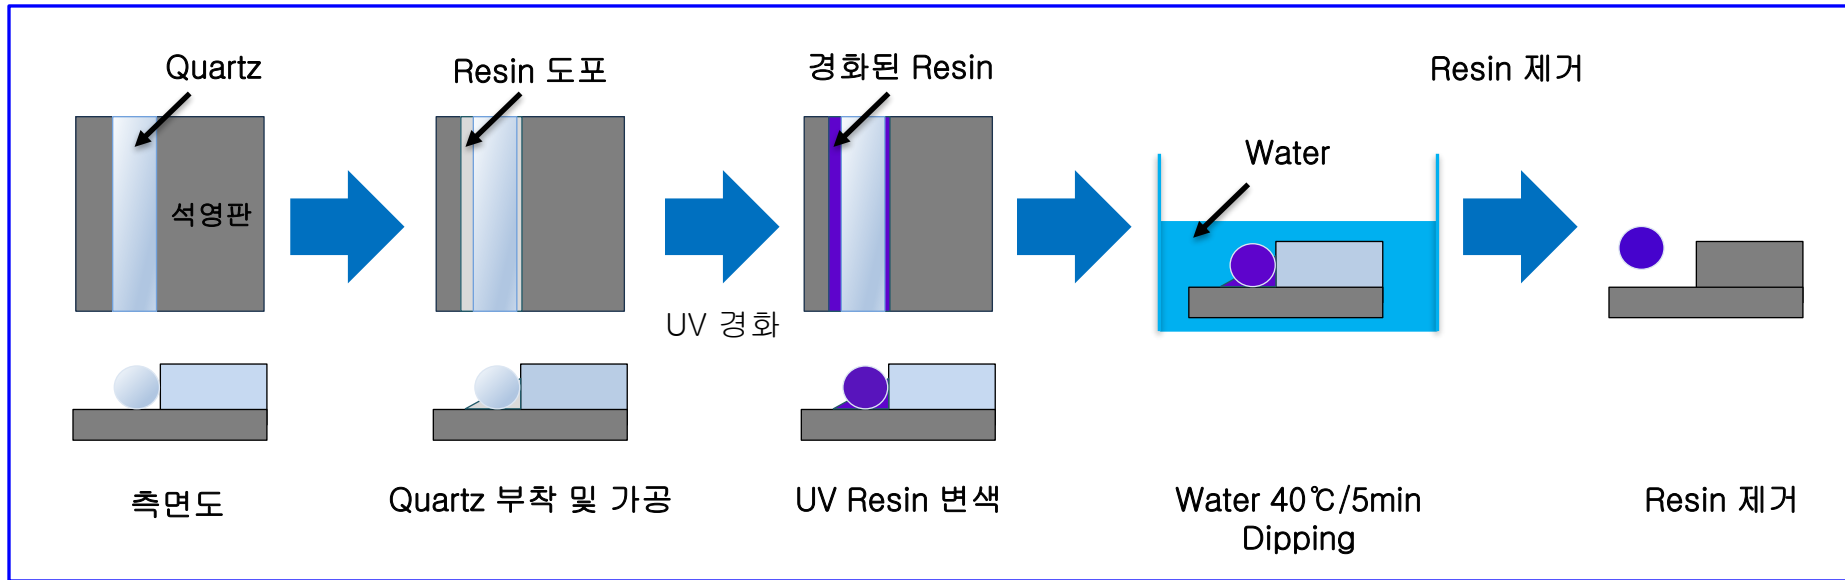 Quartz
Resin 도포
경화된 Resin
Resin 제거
Water
석영판
UV 경화
측면도
Quartz 부착 및 가공
UV Resin 변색
Water 40℃/5min
Dipping
Resin 제거